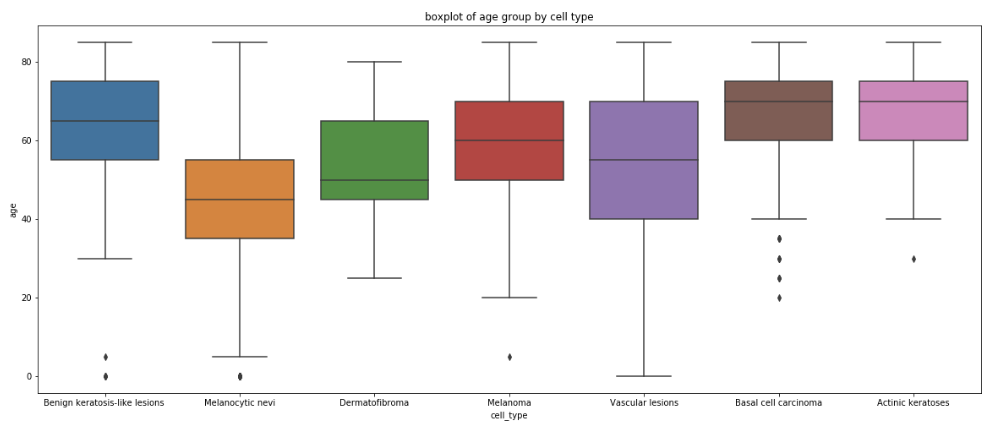 boxplot of age group by cell type
age
80
60
40
20
0
Benign keratosis-like lesions
Melanocytic nevi
Dermatofibroma
Melanoma
Vascular lesions
Basal cell carcinoma
Actinic keratoses
cell_type